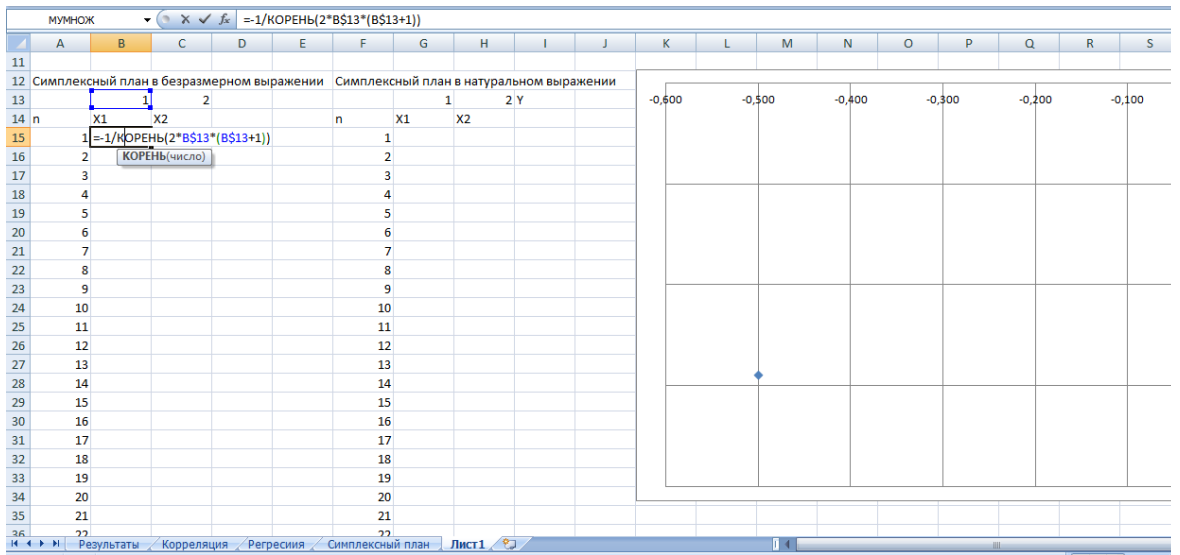 МУМНОЖ =-1/КОРЕНЬ(2*B$13*(B$13+1))
A B C D E F G H I J K L M N O P Q R S
11
12 Симплексный план в безразмерном выражении Симплексный план в натуральном выражении
13 1 2 1 2 Y
-0,600 -0,500 -0,400 -0,300 -0,200 -0,100
14 n X1 X2 n X1 X2
15 1 =-1/КОРЕНЬ(2*B$13*(B$13+1)) 1
16 2 КОРЕНЬ(число) 2
17 3 3
18 4 4
19 5 5
20 6 6
21 7 7
22 8 8
23 9 9
24 10 10
25 11 11
26 12 12
27 13 13
28 14 14
29 15 15
30 16 16
31 17 17
32 18 18
33 19 19
34 20 20
35 21 21
36 22 22
Результаты Корреляция Регресиия Симплексный план Лист1